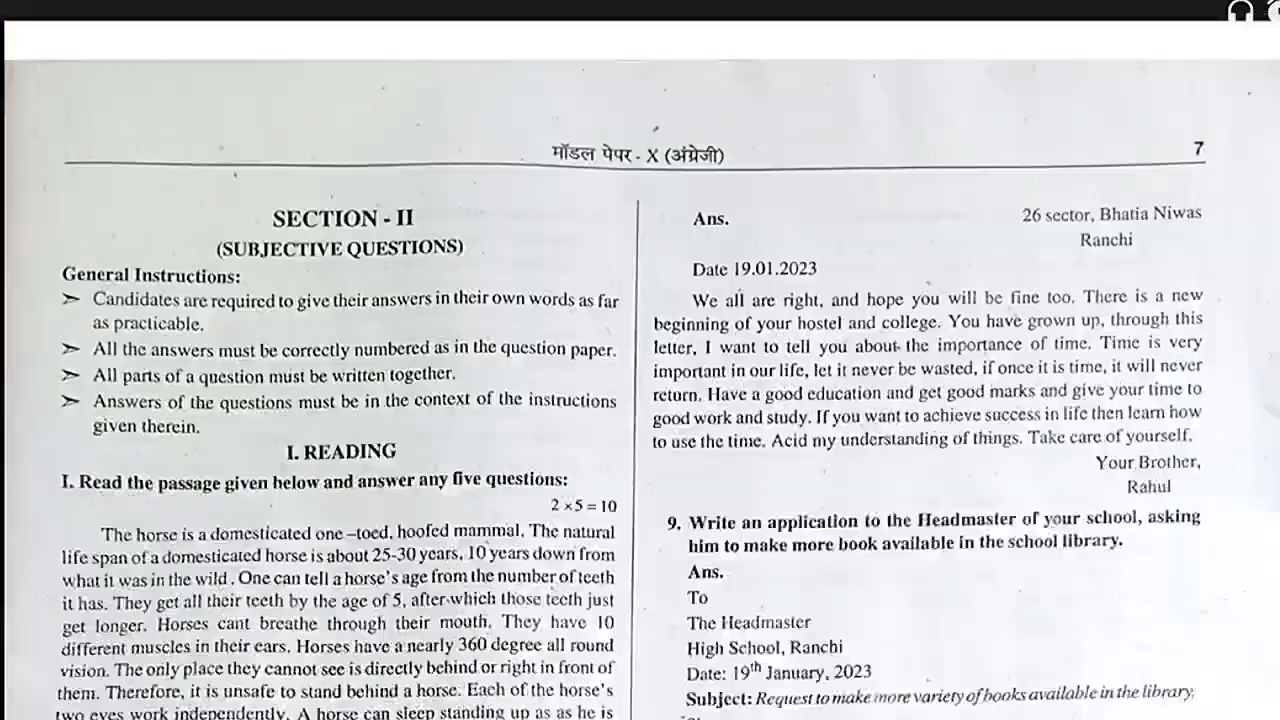 मॉडल पेपर - X (अंग्रेजी)
7
SECTION - II
(SUBJECTIVE QUESTIONS)
General Instructions:
➢ Candidates are required to give their answers in their own words as far
as practicable.
➢ All the answers must be correctly numbered as in the question paper.
➢ All parts of a question must be written together.
➢ Answers of the questions must be in the context of the instructions
given therein.
I. READING
I. Read the passage given below and answer any five questions:
2 × 5 = 10
The horse is a domesticated one –toed, hoofed mammal. The natural
life span of a domesticated horse is about 25-30 years, 10 years down from
what it was in the wild . One can tell a horse's age from the number of teeth
it has. They get all their teeth by the age of 5, after which those teeth just
get longer. Horses cant breathe through their mouth. They have 10
different muscles in their ears. Horses have a nearly 360 degree all round
vision. The only place they cannot see is directly behind or right in front of
them. Therefore, it is unsafe to stand behind a horse. Each of the horse's
two eyes work independently. A horse can sleep standing up as as he is
Ans.
26 sector, Bhatia Niwas
Ranchi
Date 19.01.2023
We all are right, and hope you will be fine too. There is a new
beginning of your hostel and college. You have grown up, through this
letter, I want to tell you about the importance of time. Time is very
important in our life, let it never be wasted, if once it is time, it will never
return. Have a good education and get good marks and give your time to
good work and study. If you want to achieve success in life then learn how
to use the time. Acid my understanding of things. Take care of yourself.
Your Brother,
Rahul
9. Write an application to the Headmaster of your school, asking
him to make more book available in the school library.
Ans.
To
The Headmaster
High School, Ranchi
Date: 19th January, 2023
Subject: Request to make more variety of books available in the library.